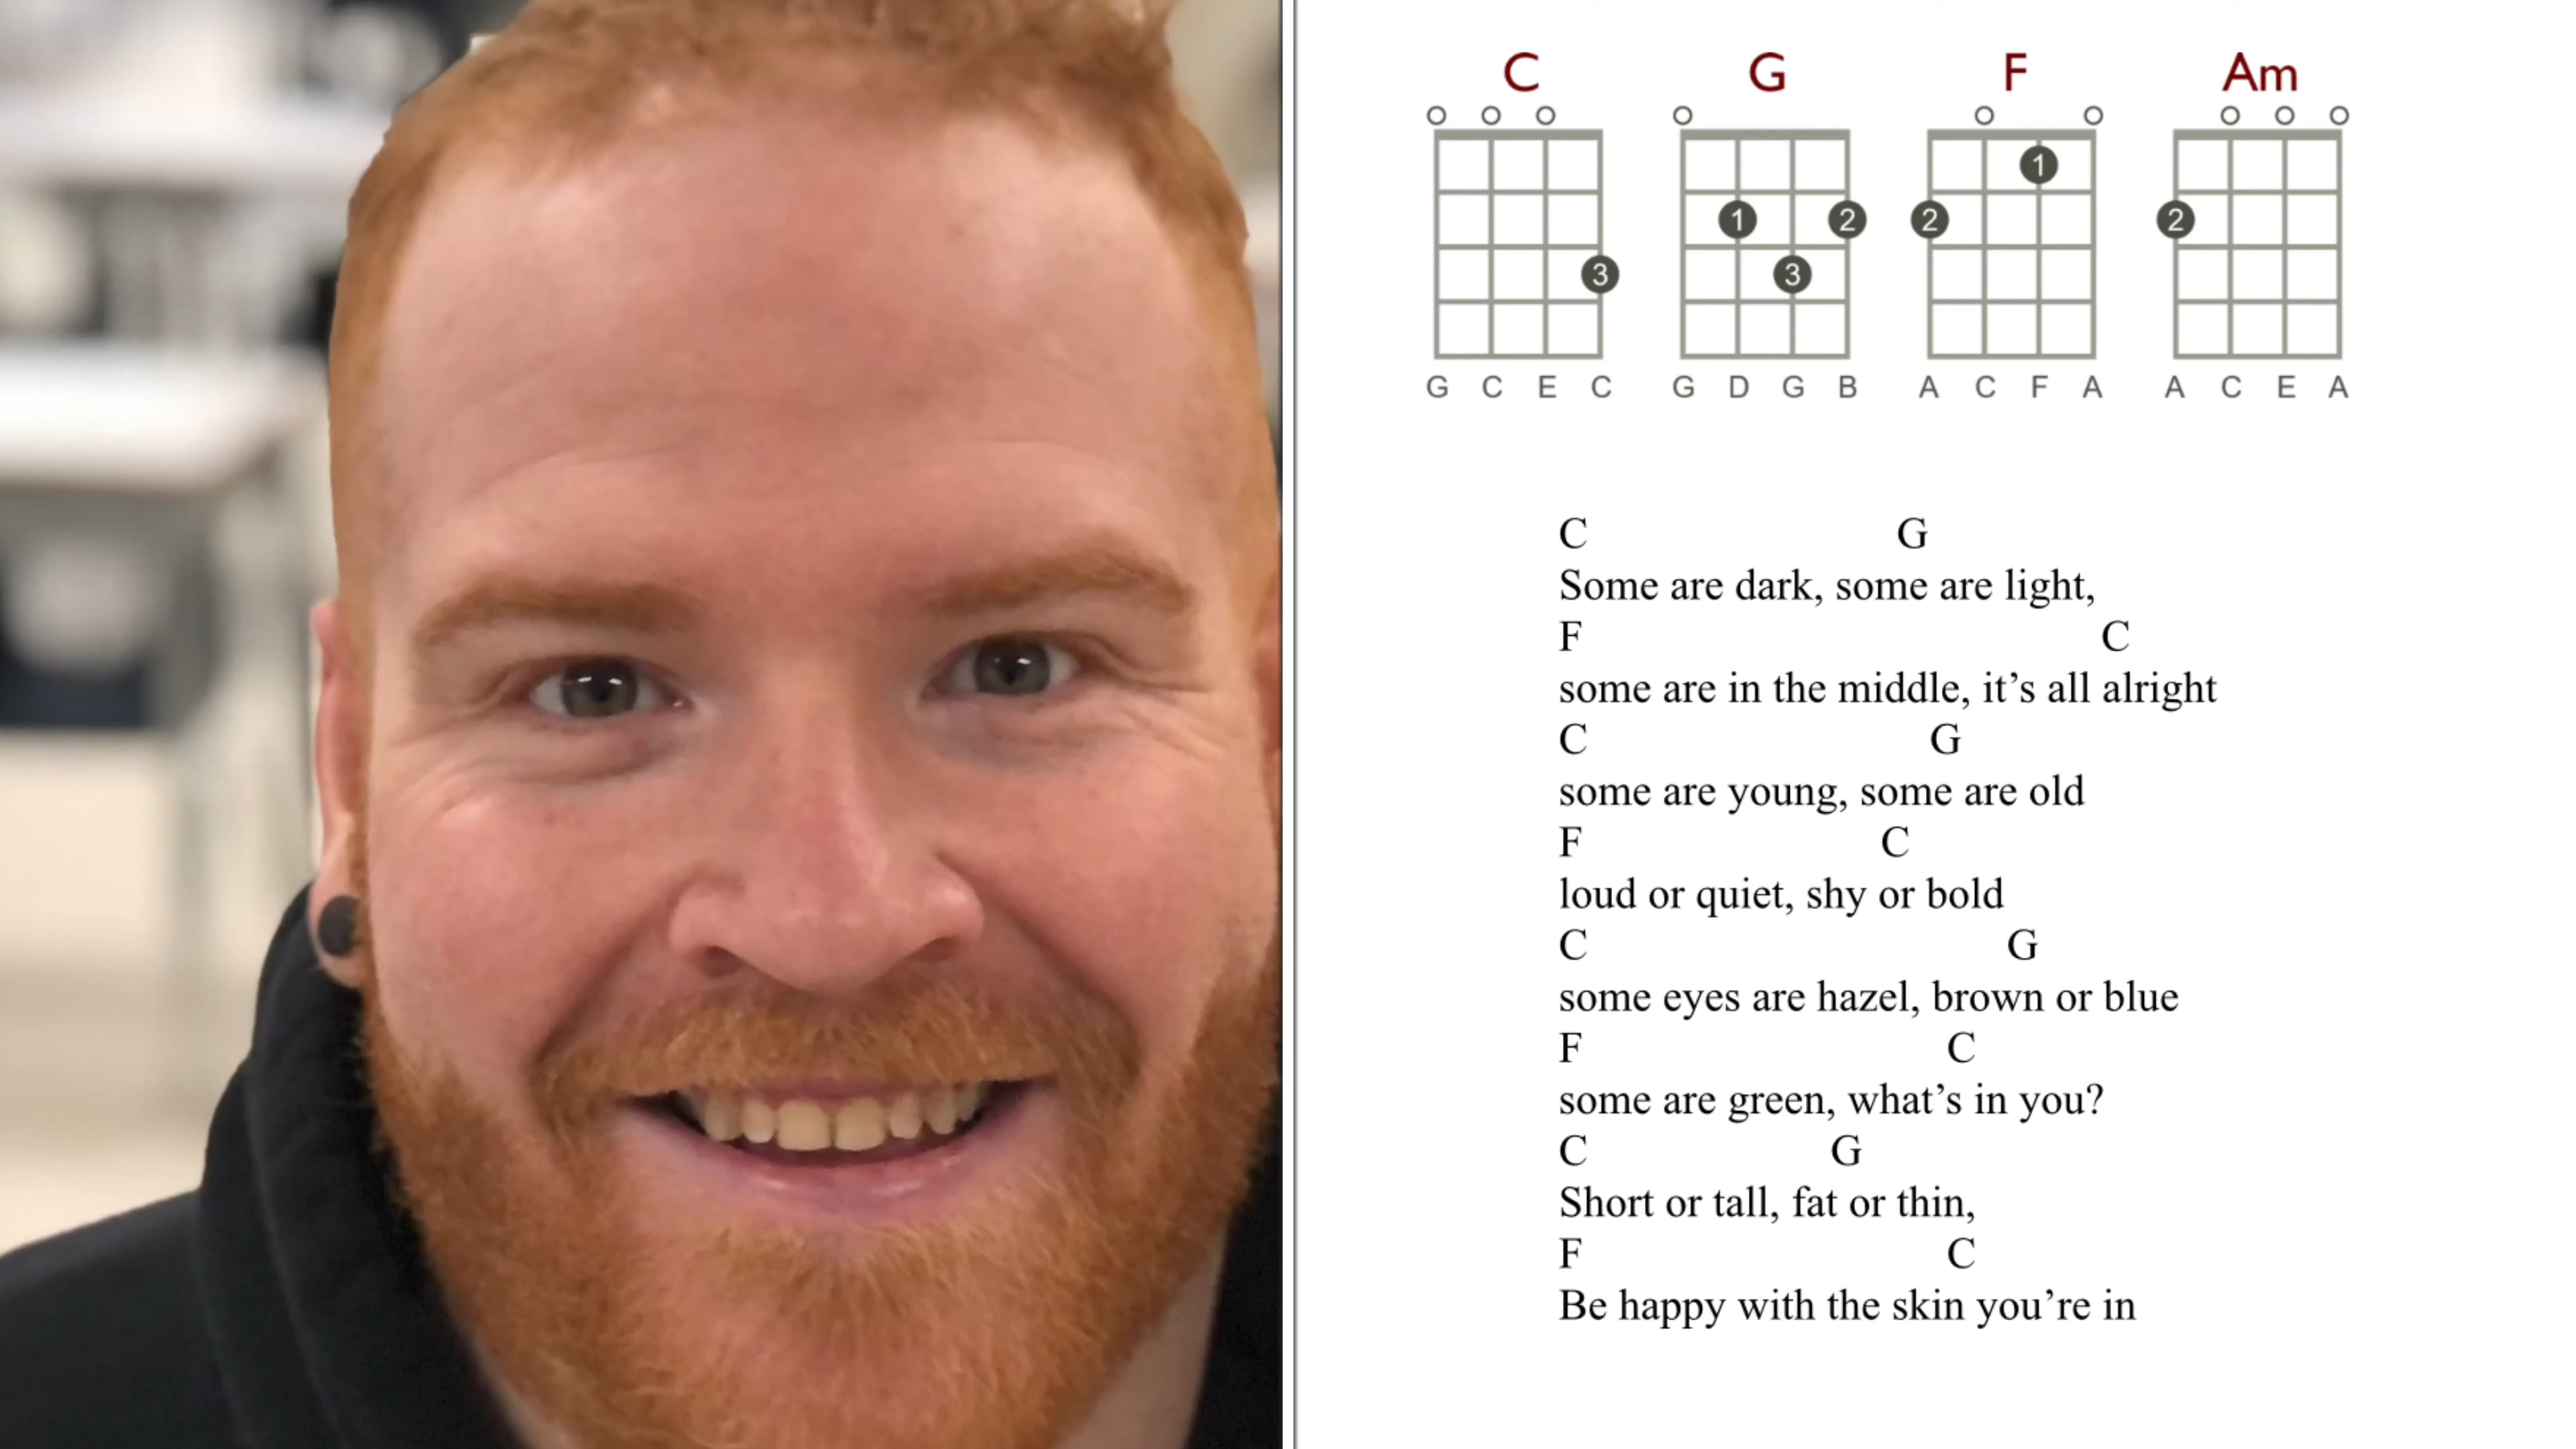 C G F Am
1 2 3 1 2 2
3
G C E C G D G B A C F A A C E A
C G
Some are dark, some are light,
F C
some are in the middle, it’s all alright
C G
some are young, some are old
F C
loud or quiet, shy or bold
C G
some eyes are hazel, brown or blue
F C
some are green, what’s in you?
C G
Short or tall, fat or thin,
F C
Be happy with the skin you’re in